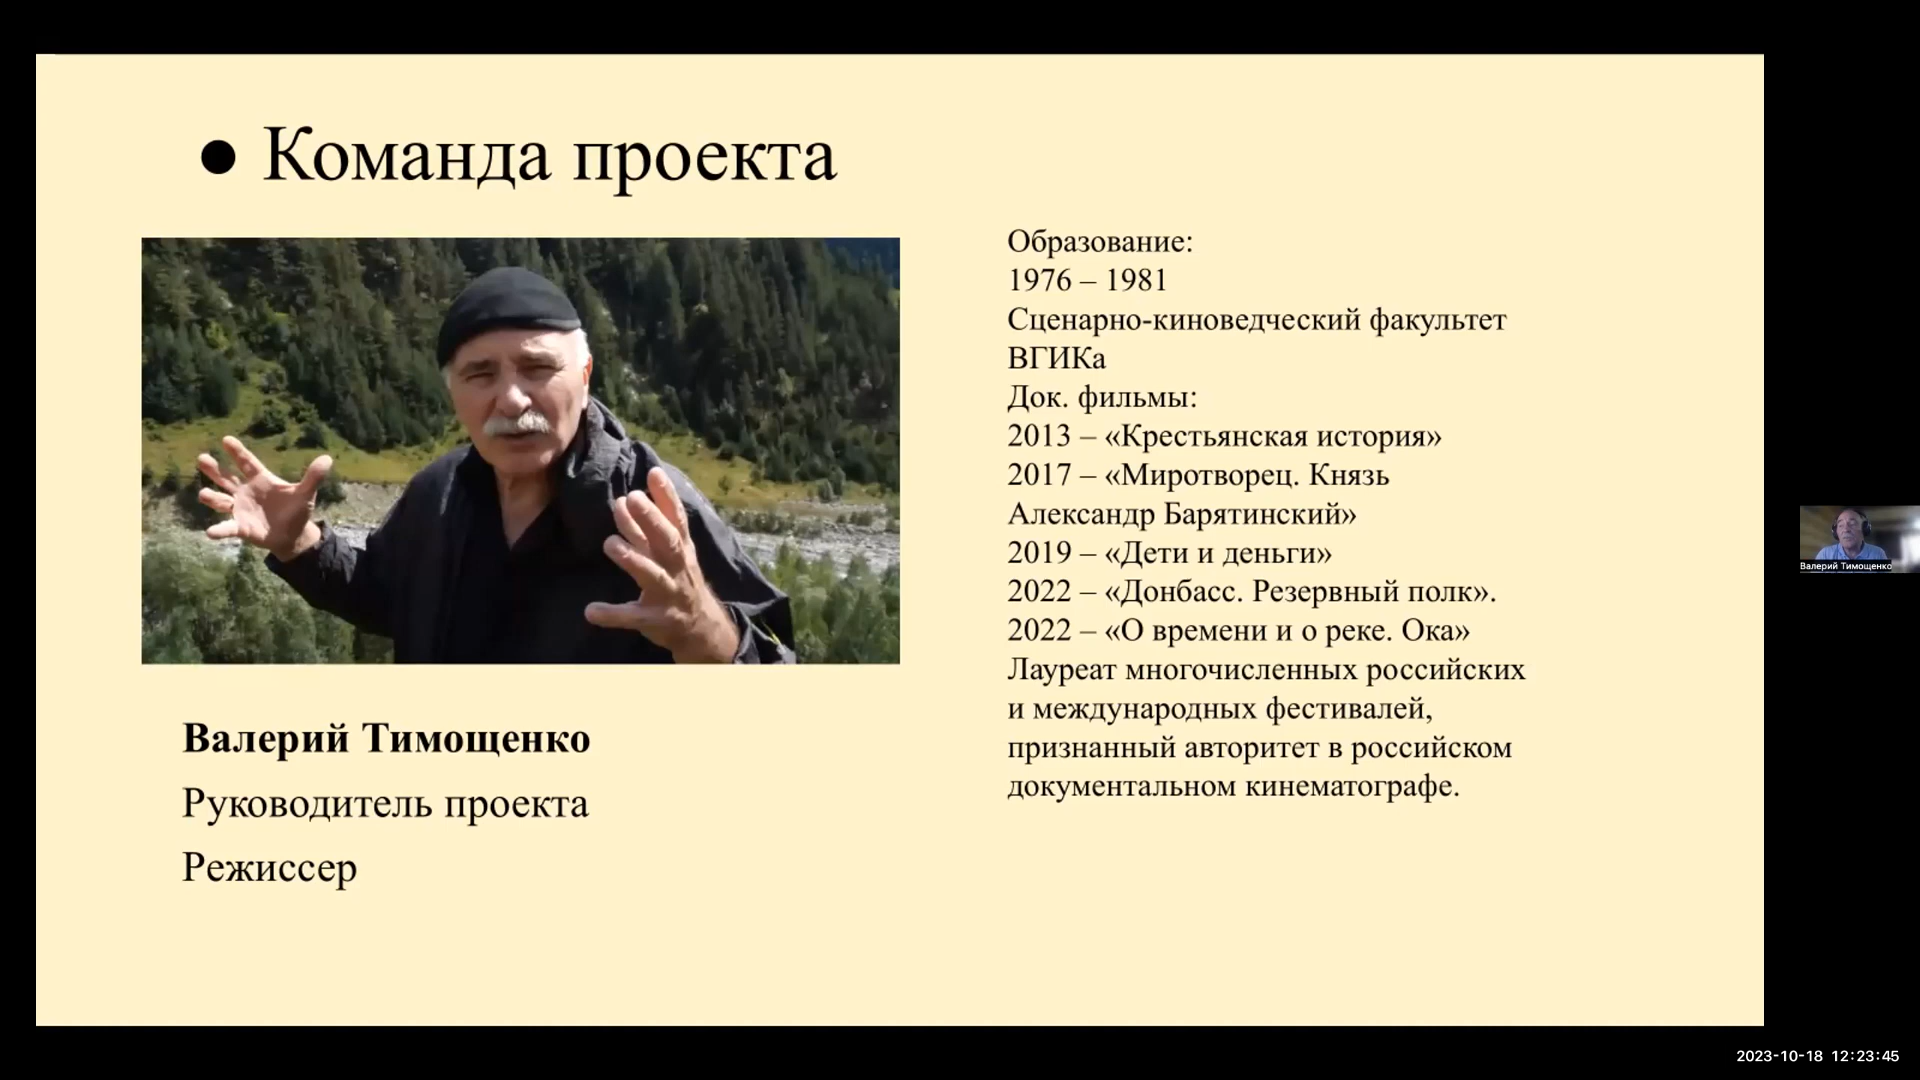 ● Команда проекта
Образование:
1976 – 1981
Сценарно-киноведческий факультет
ВГИКа
Док. фильмы:
2013 – «Крестьянская история»
2017 – «Миротворец. Князь
Александр Барятинский»
2019 – «Дети и деньги»
2022 – «Донбасс. Резервный полк».
2022 – «О времени и о реке. Ока»
Лауреат многочисленных российских
и международных фестивалей,
признанный авторитет в российском
документальном кинематографе.
Валерий Тимощенко
Руководитель проекта
Режиссер
Валерий Тимощенко
2023-10-18 12:23:45